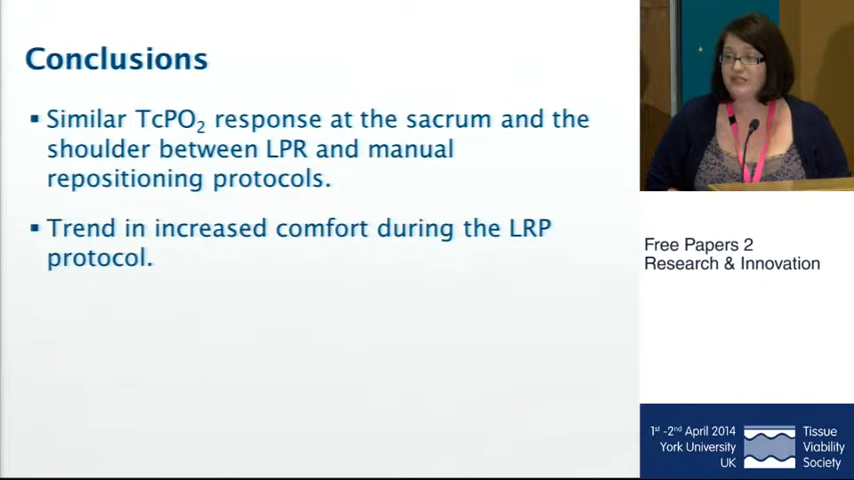 Conclusions
▪ Similar TcPO₂ response at the sacrum and the
shoulder between LPR and manual
repositioning protocols.
▪ Trend in increased comfort during the LRP
protocol.
Free Papers 2
Research & Innovation
1st -2nd April 2014
York University
UK
Tissue
Viability
Society